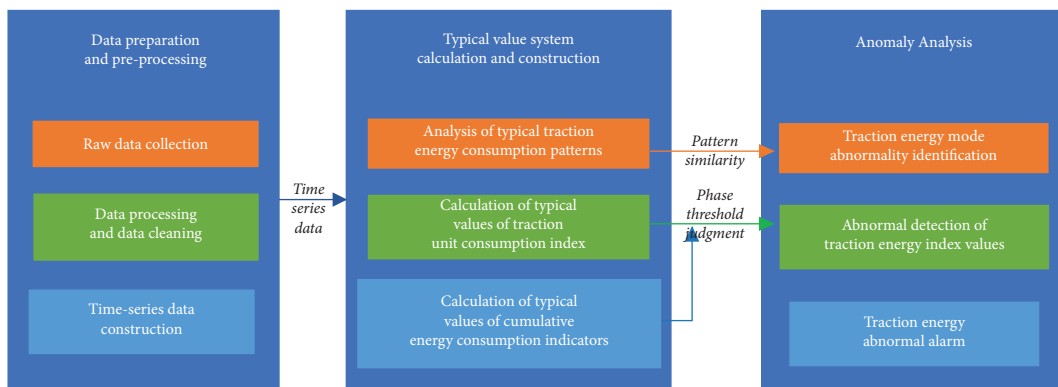 Data preparation
and pre-processing
Raw data collection
Data processing
and data cleaning
Time-series data
construction
Time
series
data
Typical value system
calculation and construction
Analysis of typical traction
energy consumption patterns
Calculation of typical
values of traction
unit consumption index
Calculation of typical
values of cumulative
energy consumption indicators
Pattern
similarity
Phase
threshold
judgment
Anomaly Analysis
Traction energy mode
abnormality identification
Abnormal detection of
traction energy index values
Traction energy
abnormal alarm